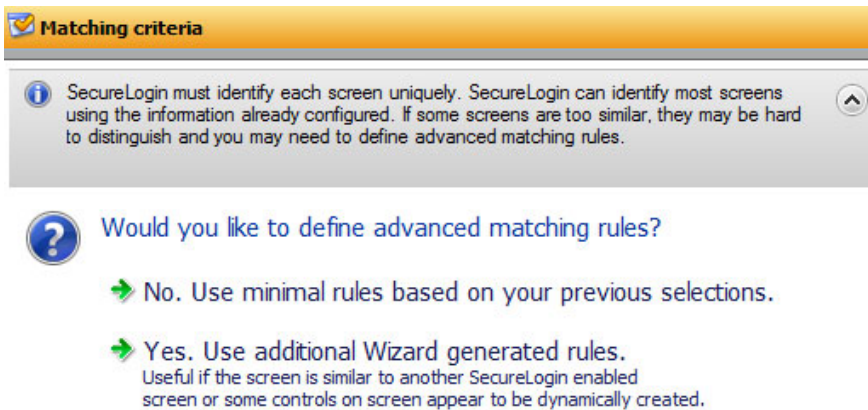 Matching criteria
SecureLogin must identify each screen uniquely. SecureLogin can identify most screens
using the information already configured. If some screens are too similar, they may be hard
to distinguish and you may need to define advanced matching rules.
Would you like to define advanced matching rules?
No. Use minimal rules based on your previous selections.
Yes. Use additional Wizard generated rules.
Useful if the screen is similar to another SecureLogin enabled
screen or some controls on screen appear to be dynamically created.